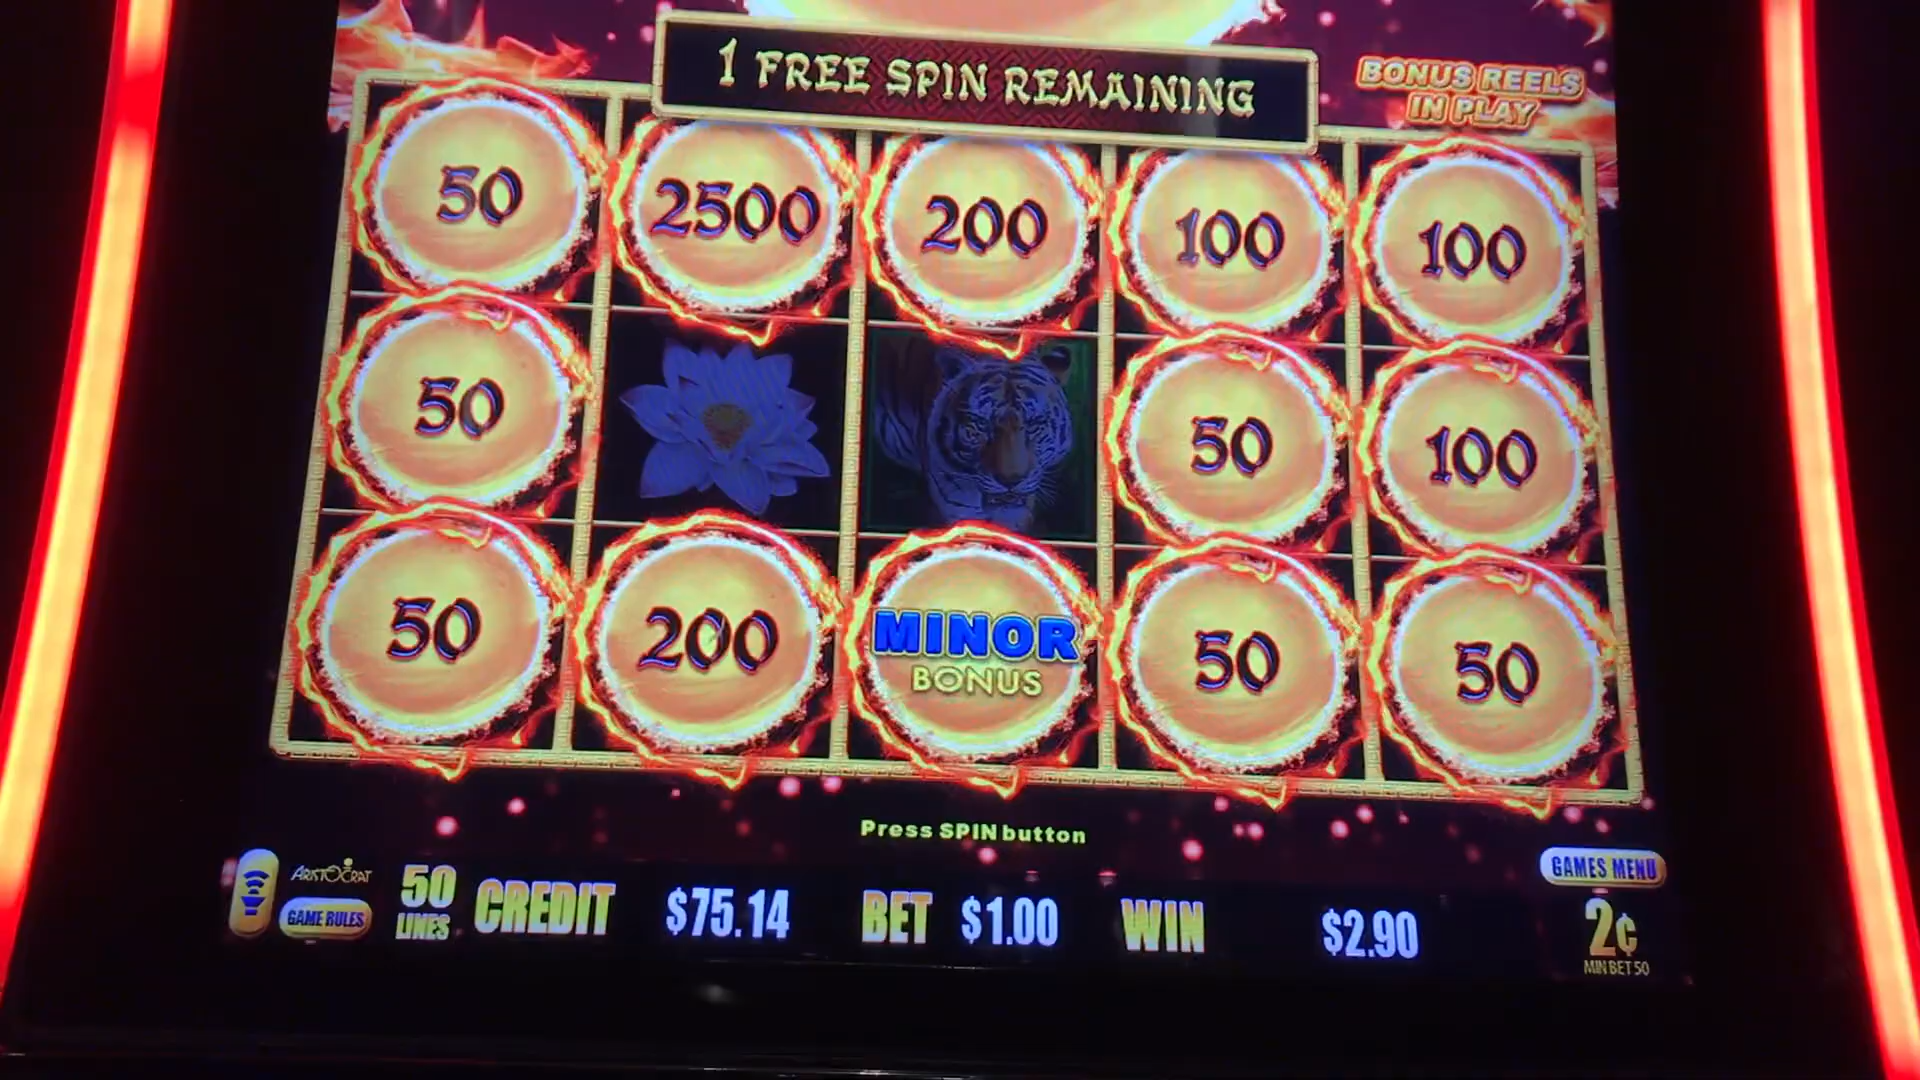 1 FREE SPIN REMAINING
BONUS REELS
IN PLAY
50
2500
200
100
100
50
50
100
50
200
MINOR
BONUS
50
50
Press SPIN button
ARISTOCRAT
GAME RULES
50
LINES
CREDIT $75.14
BET $1.00
WIN $2.90
GAMES MENU
2¢
MIN BET 50